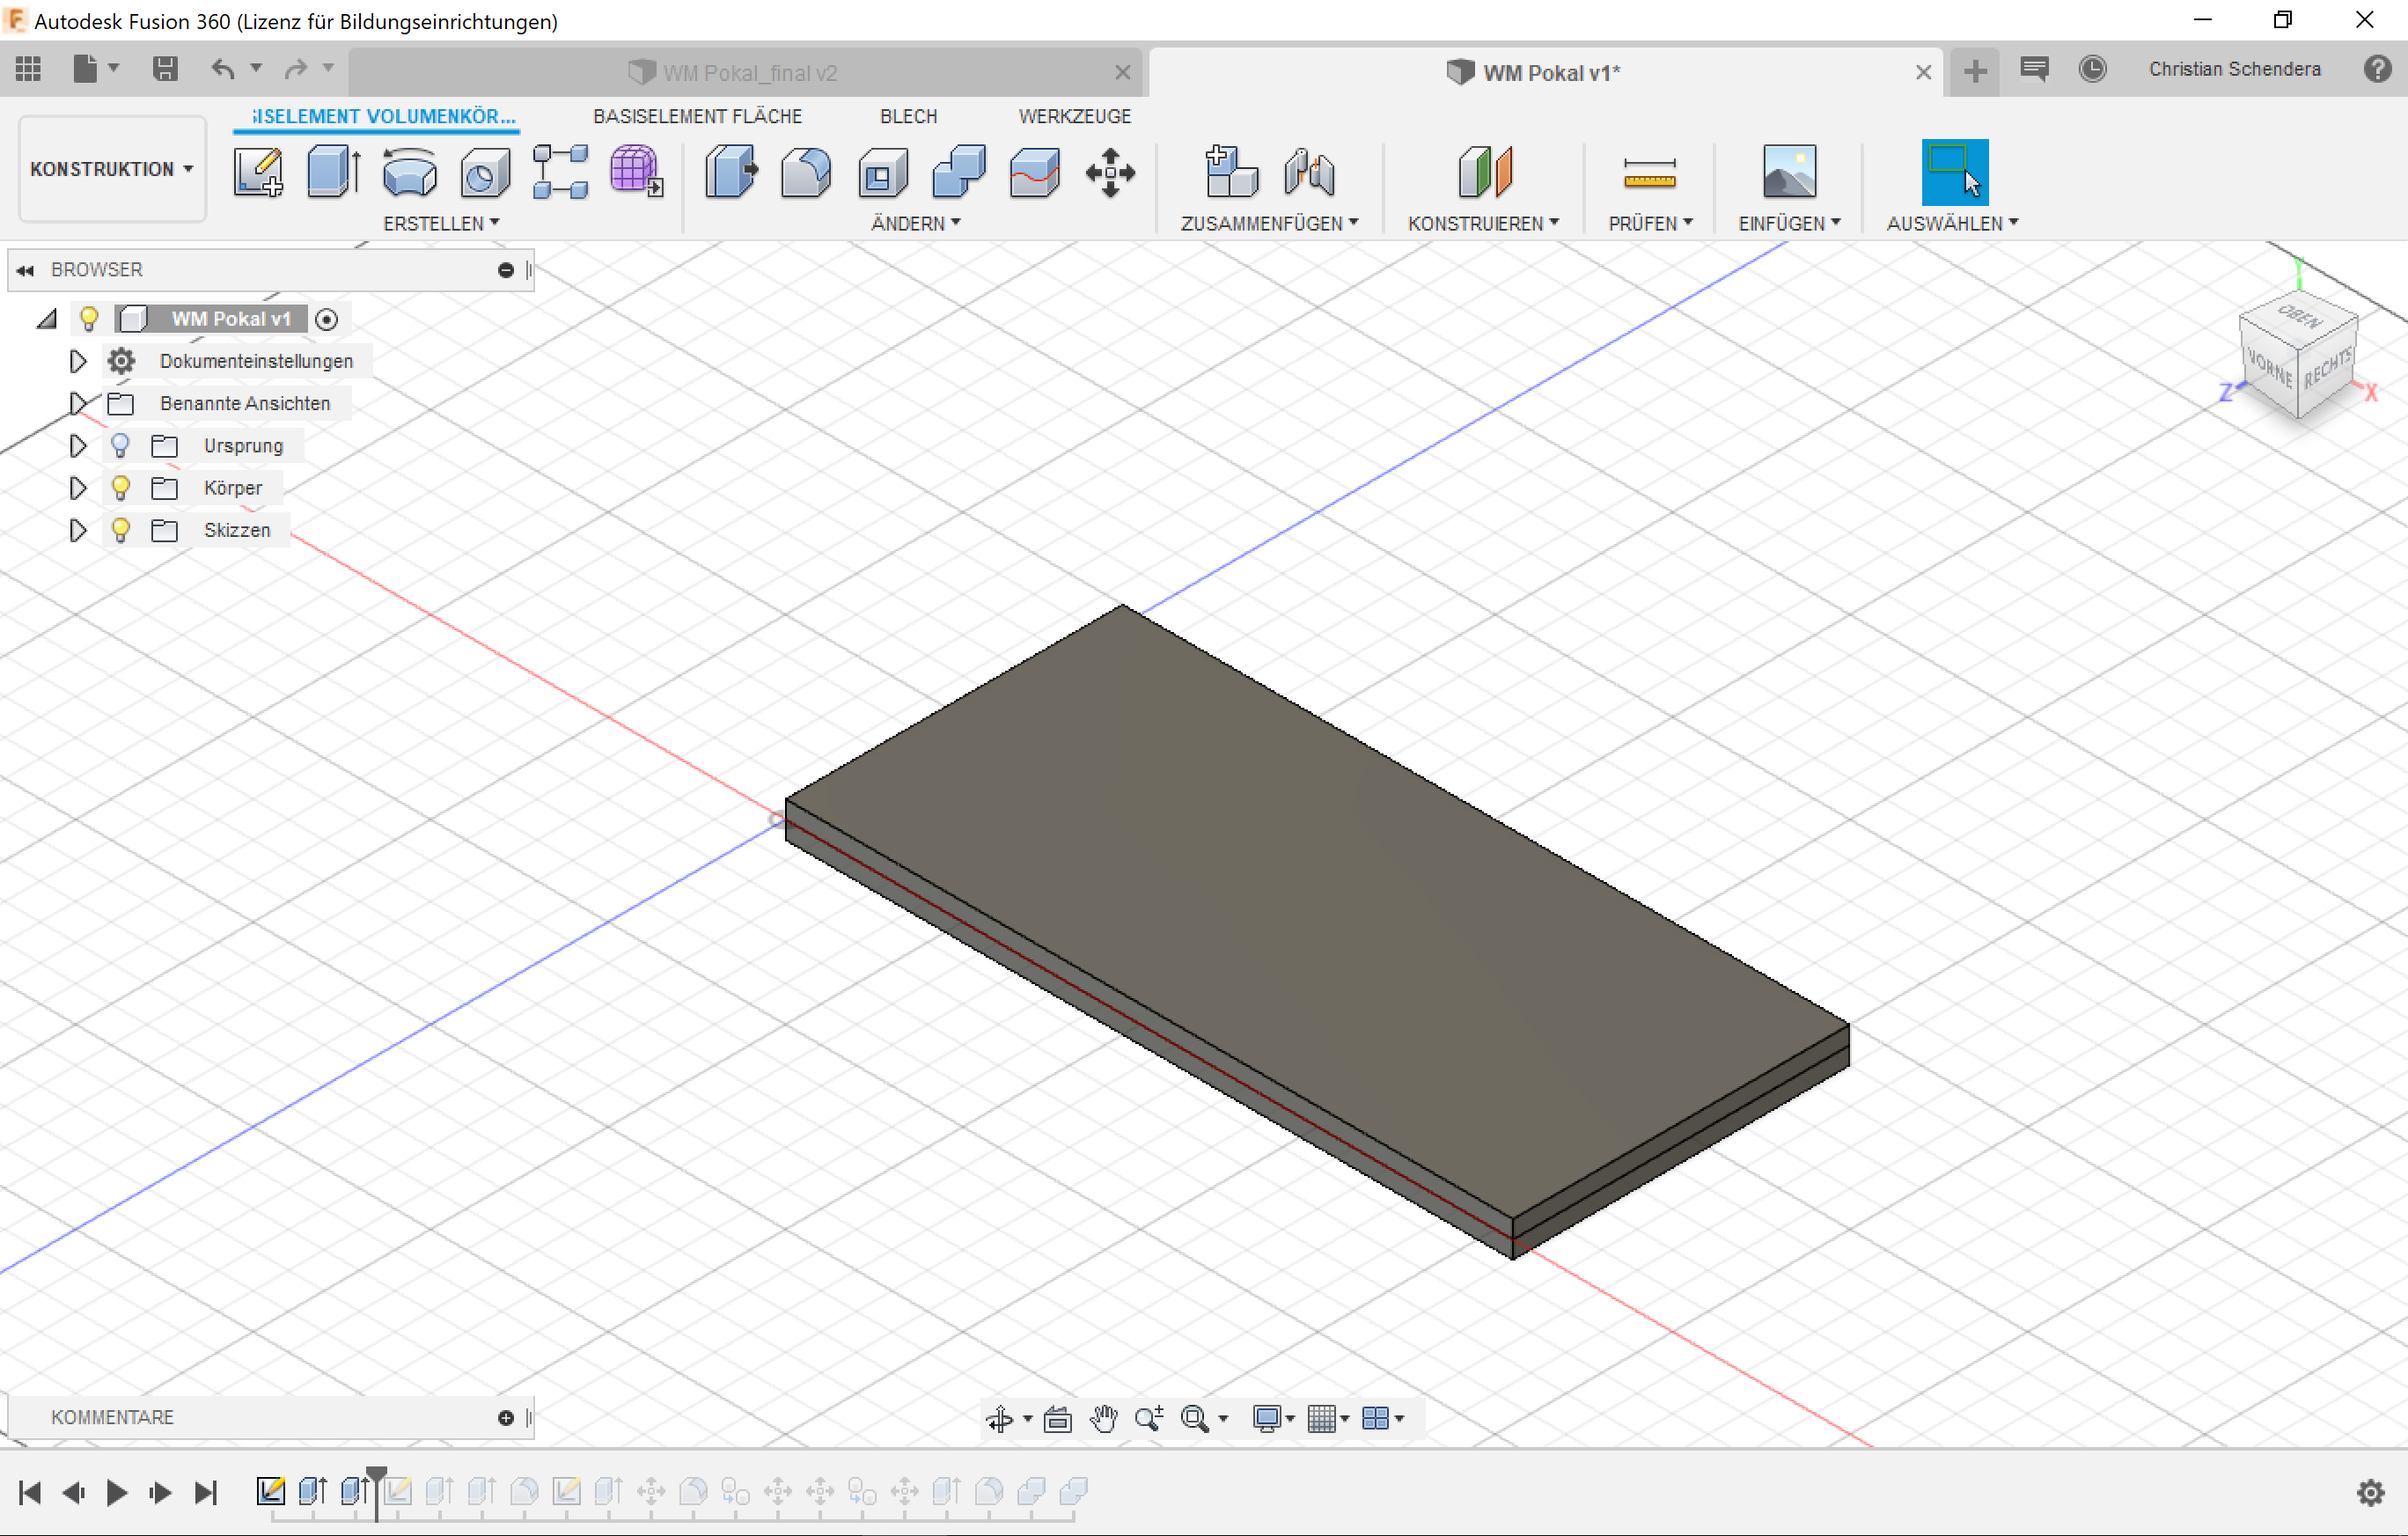 Autodesk Fusion 360 (Lizenz für Bildungseinrichtungen)
WM Pokal_final v2
WM Pokal v1*
Christian Schendera
KONSTRUKTION
ISELEMENT VOLUMENKÖR...
BASISELEMENT FLÄCHE
BLECH
WERKZEUGE
ERSTELLEN
ÄNDERN
ZUSAMMENFÜGEN
KONSTRUIEREN
PRÜFEN
EINFÜGEN
AUSWÄHLEN
BROWSER
WM Pokal v1
Dokumenteinstellungen
Benannte Ansichten
Ursprung
Körper
Skizzen
Y
OBEN
VORNE
RECHTS
Z
X
KOMMENTARE